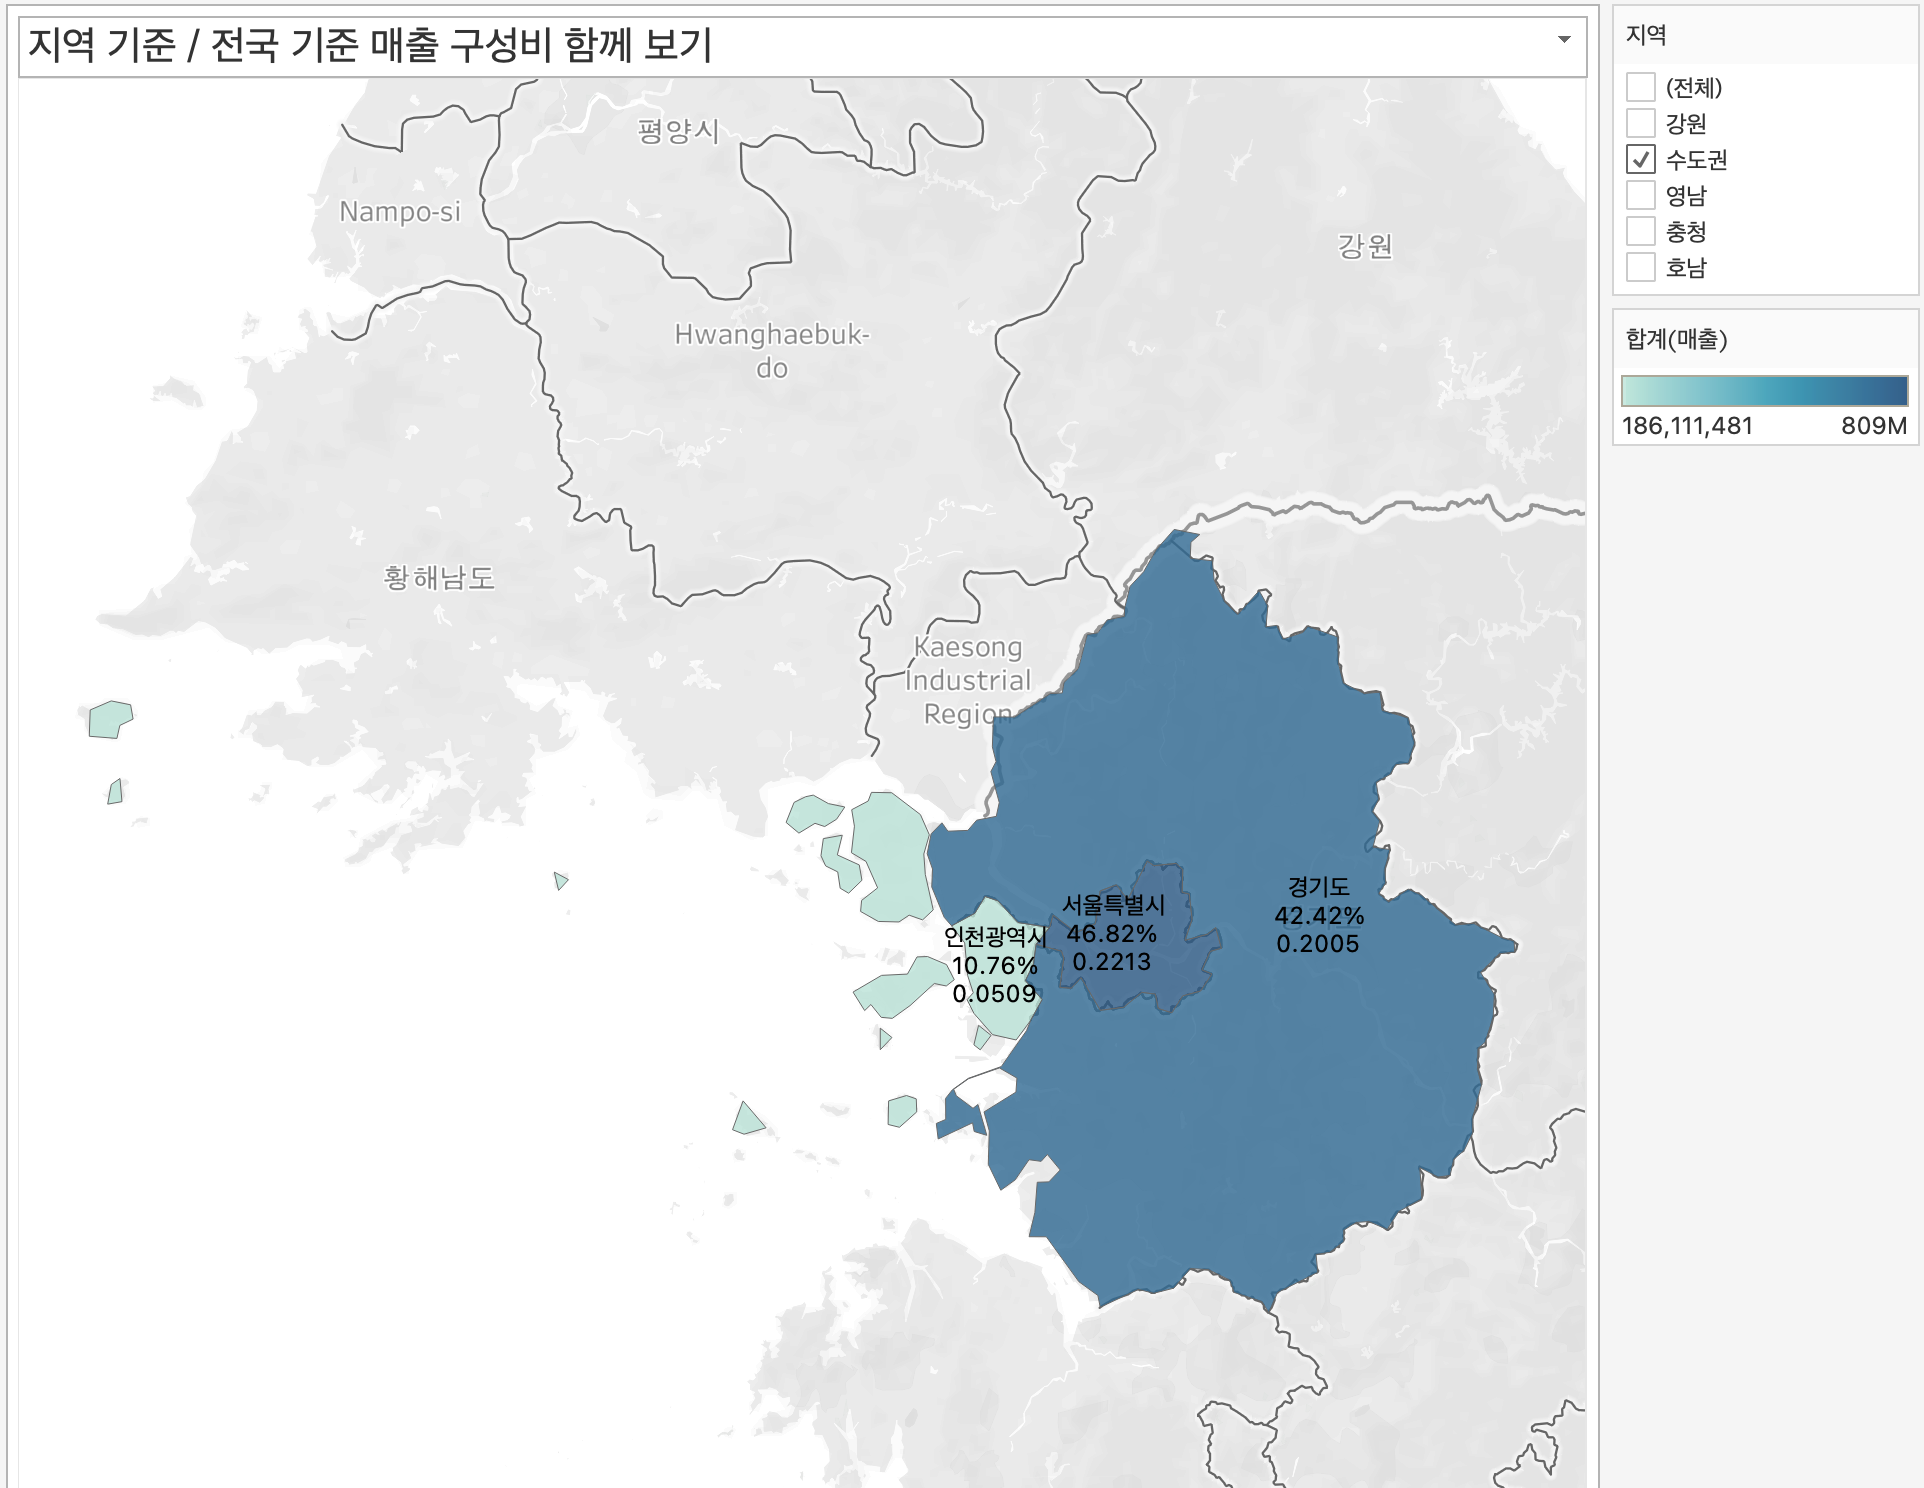 지역 기준 / 전국 기준 매출 구성비 함께 보기
평양시
Nampo-si
강원
Hwanghaebuk-
do
황해남도
Kaesong
Industrial
Region
경기도
42.42%
0.2005
서울특별시
46.82%
0.2213
인천광역시
10.76%
0.0509
지역
(전체)
강원
수도권
영남
충청
호남
합계(매출)
186,111,481 809M